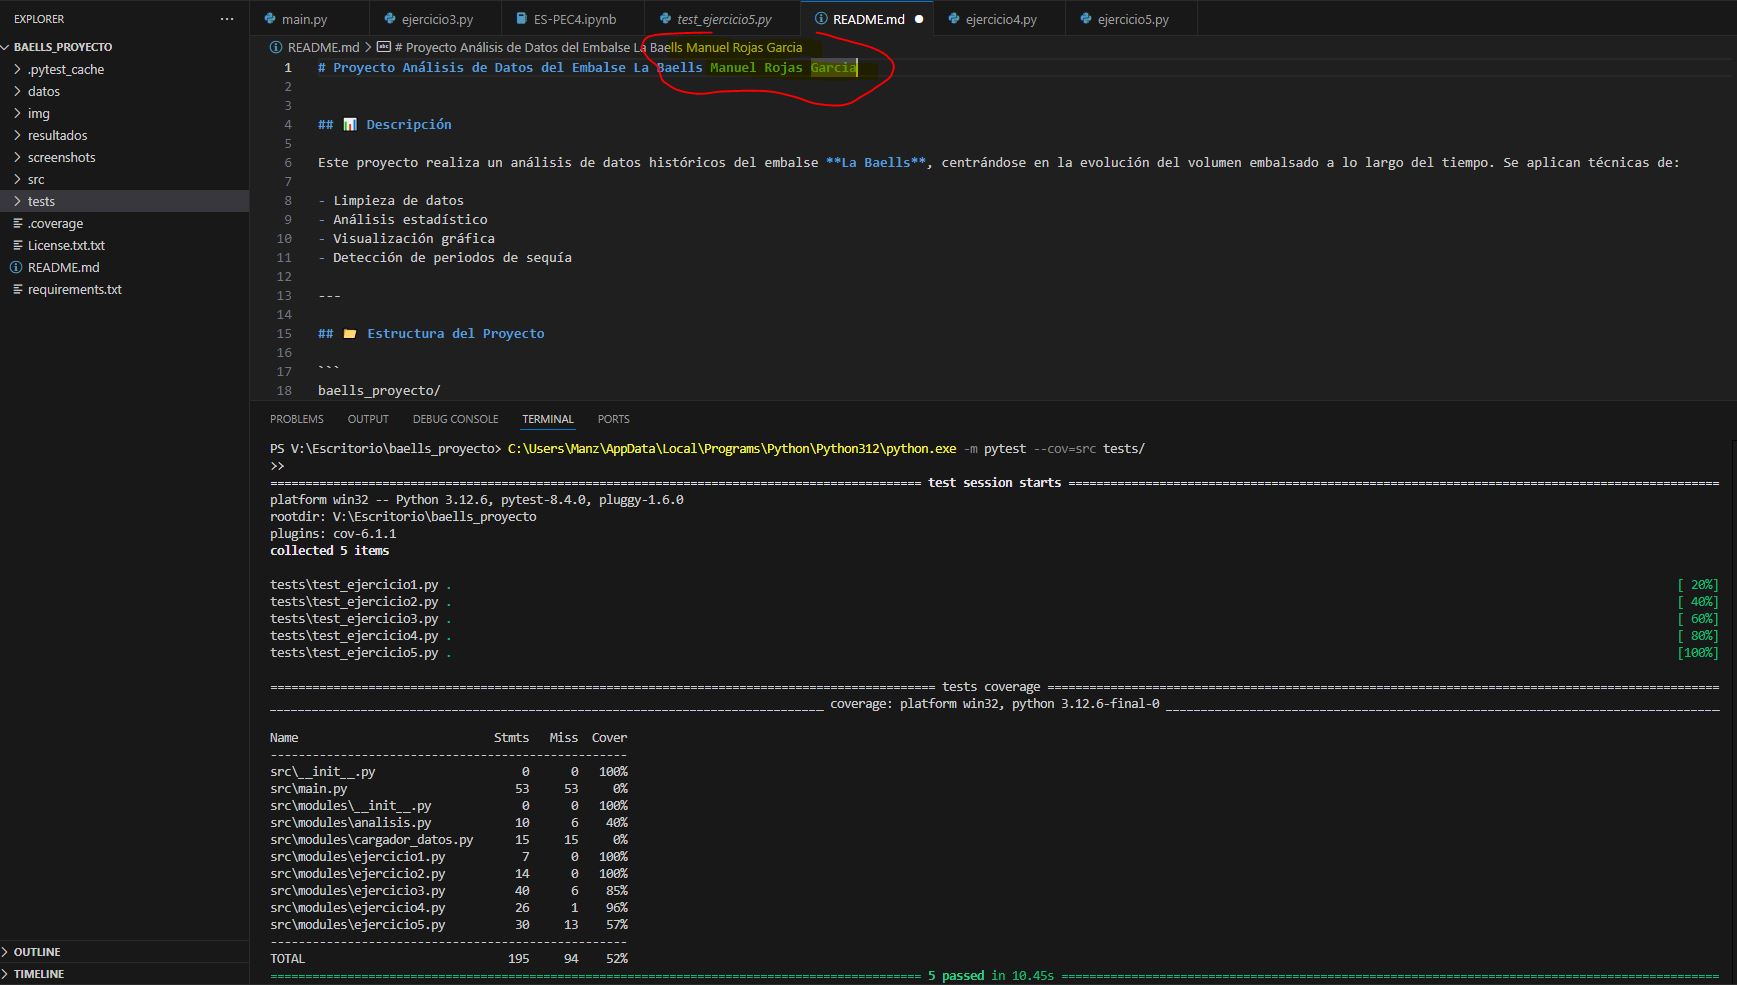 EXPLORER ···
BAELLS_PROYECTO
.pytest_cache
datos
img
resultados
screenshots
src
tests
.coverage
License.txt.txt
README.md
requirements.txt
OUTLINE
TIMELINE
main.py ejercicio3.py ES-PEC4.ipynb test_ejercicio5.py README.md ejercicio4.py ejercicio5.py
README.md > # Proyecto Análisis de Datos del Embalse La Baells Manuel Rojas Garcia
1 # Proyecto Análisis de Datos del Embalse La Baells Manuel Rojas Garcia
2
3
4 ## 📊 Descripción
5
6 Este proyecto realiza un análisis de datos históricos del embalse **La Baells**, centrándose en la evolución del volumen embalsado a lo largo del tiempo. Se aplican técnicas de:
7
8 - Limpieza de datos
9 - Análisis estadístico
10 - Visualización gráfica
11 - Detección de periodos de sequía
12
13 ---
14
15 ## 📁 Estructura del Proyecto
16
17 ```
18 baells_proyecto/
PROBLEMS OUTPUT DEBUG CONSOLE TERMINAL PORTS
PS V:\Escritorio\baells_proyecto> C:\Users\Manz\AppData\Local\Programs\Python\Python312\python.exe -m pytest --cov=src tests/
>>
============================== test session starts ==============================
platform win32 -- Python 3.12.6, pytest-8.4.0, pluggy-1.6.0
rootdir: V:\Escritorio\baells_proyecto
plugins: cov-6.1.1
collected 5 items
tests\test_ejercicio1.py . [ 20%]
tests\test_ejercicio2.py . [ 40%]
tests\test_ejercicio3.py . [ 60%]
tests\test_ejercicio4.py . [ 80%]
tests\test_ejercicio5.py . [100%]
============================== tests coverage ==============================
______________________________ coverage: platform win32, python 3.12.6-final-0 ______________________________
Name Stmts Miss Cover
---------------------------------------------------
src\__init__.py 0 0 100%
src\main.py 53 53 0%
src\modules\__init__.py 0 0 100%
src\modules\analisis.py 10 6 40%
src\modules\cargador_datos.py 15 15 0%
src\modules\ejercicio1.py 7 0 100%
src\modules\ejercicio2.py 14 0 100%
src\modules\ejercicio3.py 40 6 85%
src\modules\ejercicio4.py 26 1 96%
src\modules\ejercicio5.py 30 13 57%
---------------------------------------------------
TOTAL 195 94 52%
============================== 5 passed in 10.45s ==============================